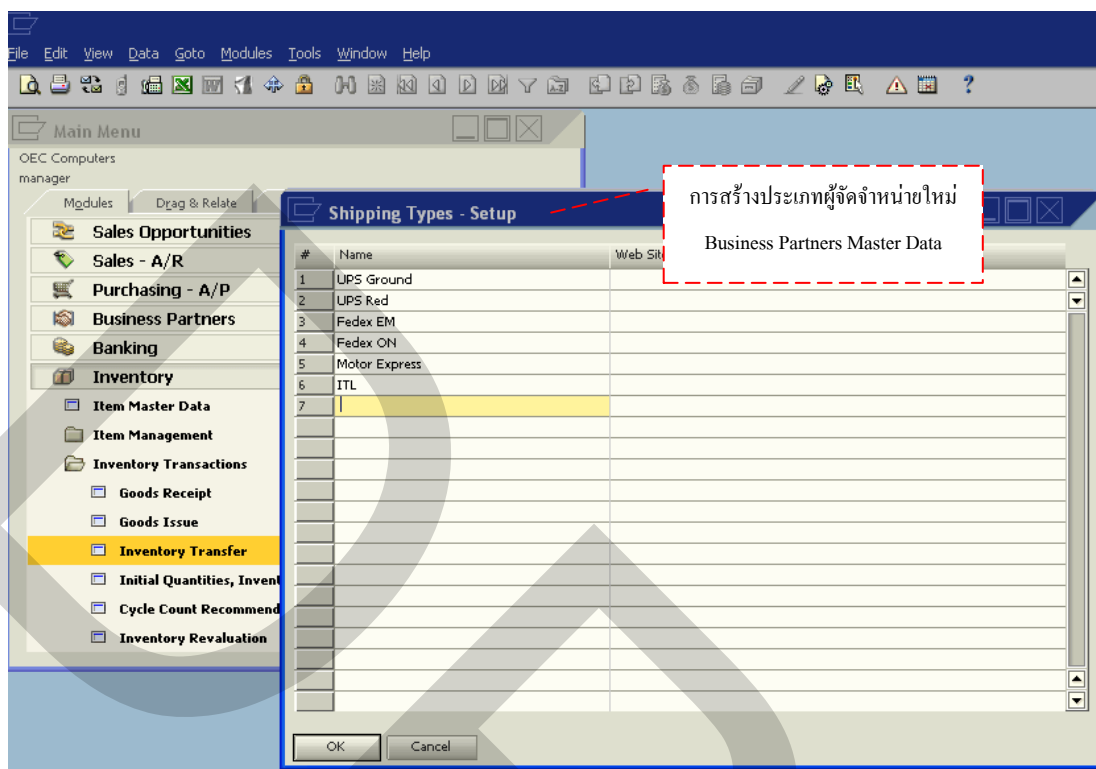 File Edit View Data Goto Modules Tools Window Help
Main Menu
OEC Computers
manager
Modules Drag & Relate
Sales Opportunities
Sales - A/R
Purchasing - A/P
Business Partners
Banking
Inventory
Item Master Data
Item Management
Inventory Transactions
Goods Receipt
Goods Issue
Inventory Transfer
Initial Quantities, Invent
Cycle Count Recommend
Inventory Revaluation
Shipping Types - Setup
การสร้างประเภทผู้จัดจำหน่ายใหม่
Business Partners Master Data
# Name Web Sit
1 UPS Ground
2 UPS Red
3 Fedex EM
4 Fedex ON
5 Motor Express
6 ITL
7
OK Cancel